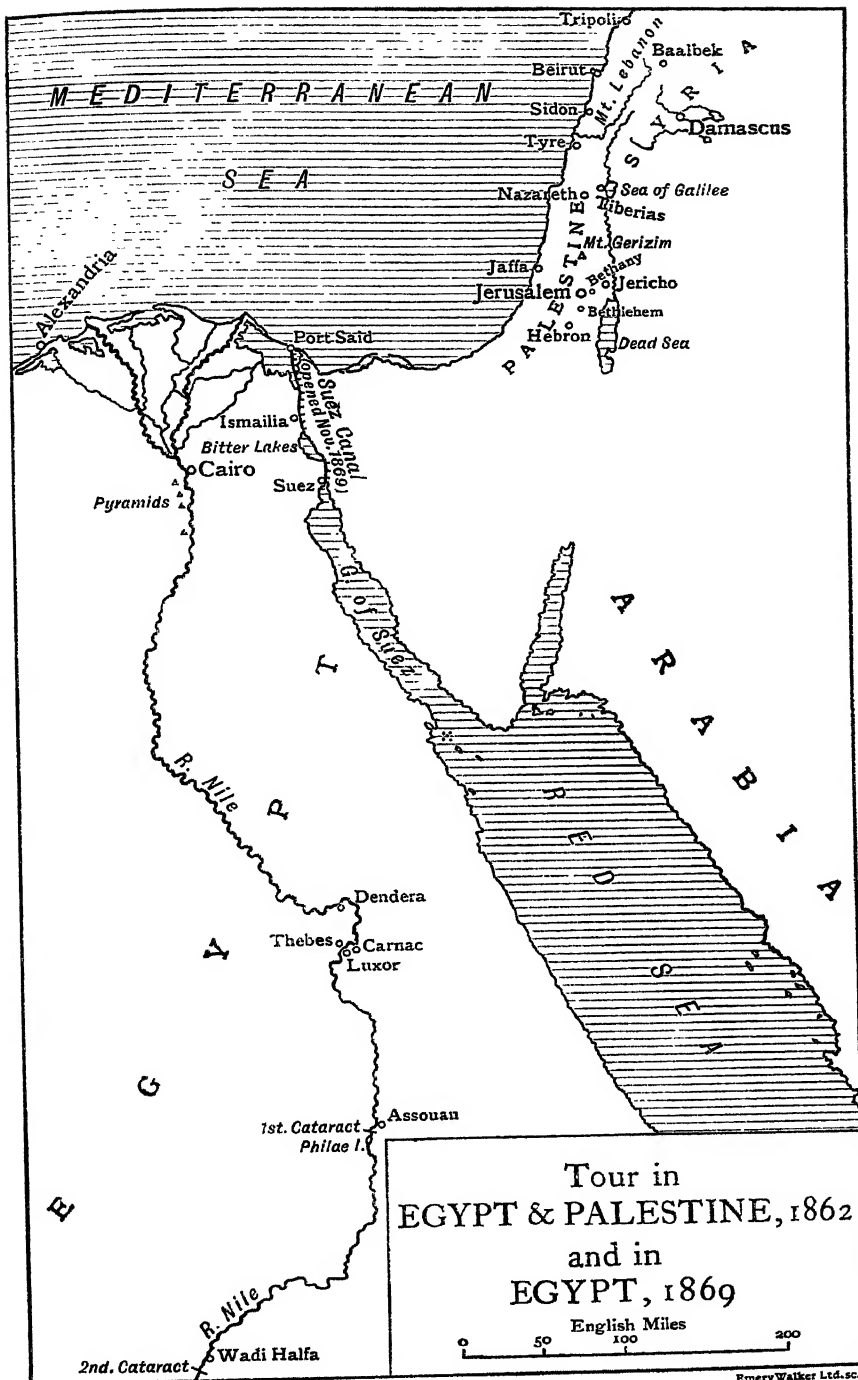 Tripoli
Baalbek
Beirut
Mt. Lebanon
SYRIA
MEDITERRANEAN
SEA
Sidon
Damascus
Tyre
Nazareth
Sea of Galilee
Tiberias
PALESTINE
Mt. Gerizim
Jaffa
Bethany
Jericho
Jerusalem
Bethlehem
Hebron
Dead Sea
Alexandria
Port Said
Suez Canal
(opened Nov. 1869)
Ismailia
Bitter Lakes
Cairo
Suez
Pyramids
G. of Suez
ARABIA
EGYPT
R. Nile
RED SEA
Dendera
Thebes
Carnac
Luxor
Assouan
1st. Cataract
Philae I.
R. Nile
Wadi Halfa
2nd. Cataract
Tour in
EGYPT & PALESTINE, 1862
and in
EGYPT, 1869
English Miles
0 50 100 200
Emery Walker Ltd. sc.